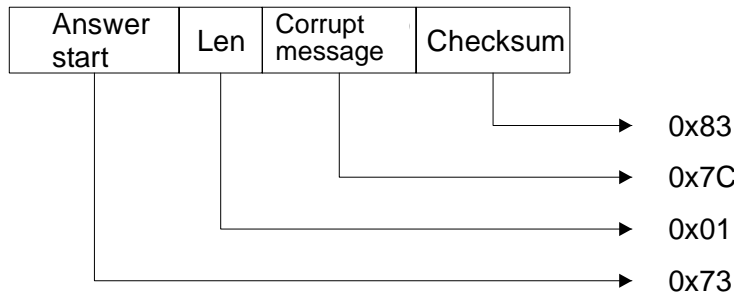 Answer
start
Len
Corrupt
message
Checksum
0x83
0x7C
0x01
0x73